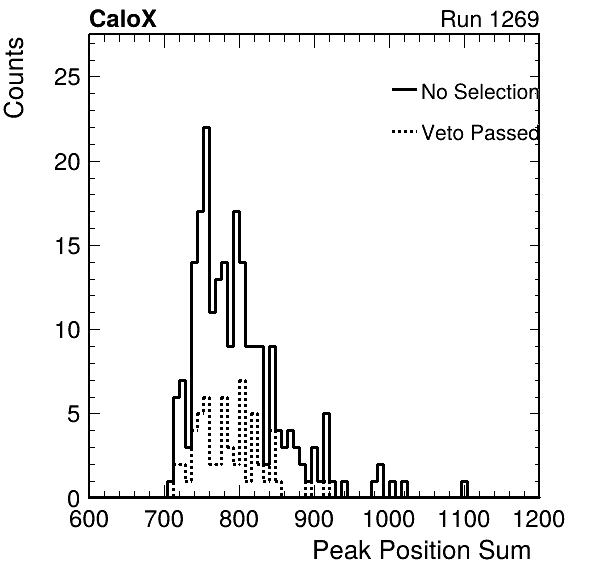 CaloX Run 1269
Counts
25
20
15
10
5
0
No Selection
Veto Passed
600 700 800 900 1000 1100 1200
Peak Position Sum